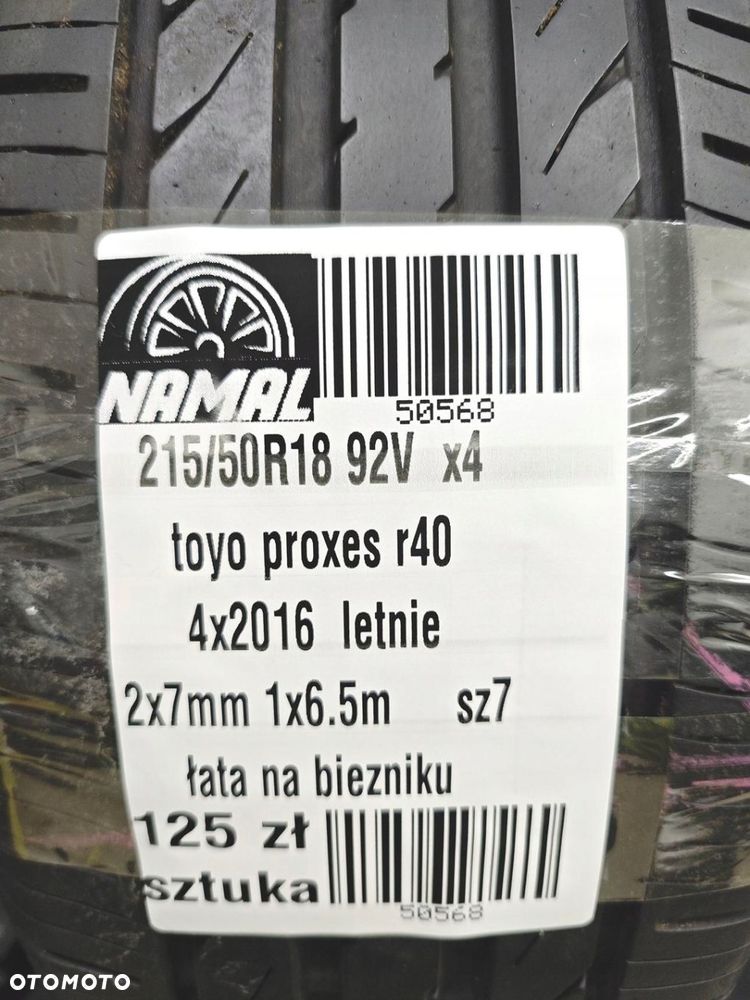 NAMAL
50568
215/50R18 92V x4
toyo proxes r40
4x2016 letnie
2x7mm 1x6.5m sz7
łata na biezniku
125 zł
sztuka
50568
OTOMOTO